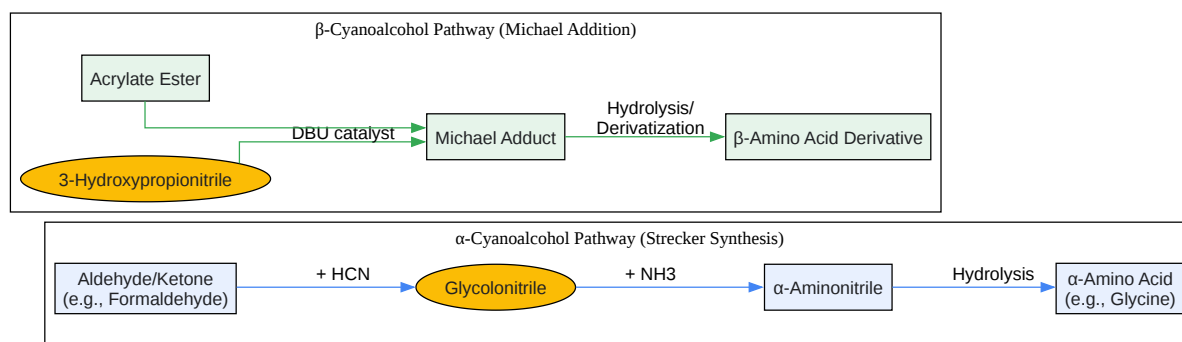 β-Cyanoalcohol Pathway (Michael Addition)
Acrylate Ester
DBU catalyst
3-Hydroxypropionitrile
Michael Adduct
Hydrolysis/
Derivatization
β-Amino Acid Derivative
α-Cyanoalcohol Pathway (Strecker Synthesis)
Aldehyde/Ketone
(e.g., Formaldehyde)
+ HCN
Glycolonitrile
+ NH3
α-Aminonitrile
Hydrolysis
α-Amino Acid
(e.g., Glycine)